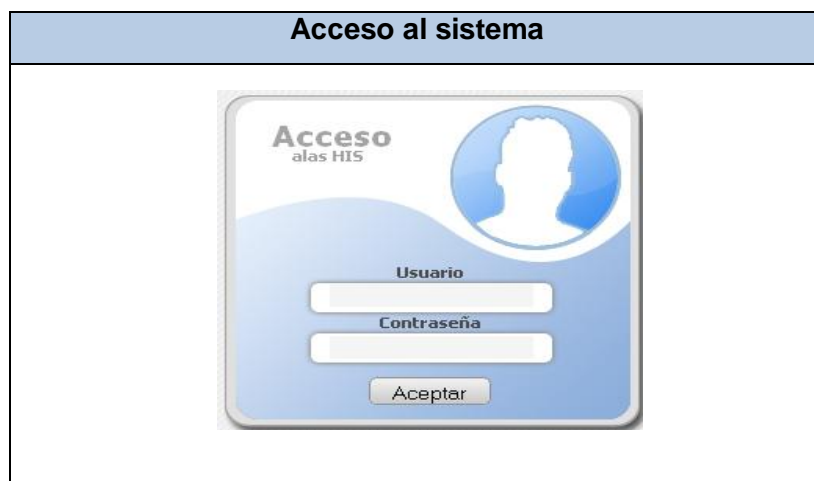 Acceso al sistema
Acceso
alas HIS
Usuario
Contraseña
Aceptar